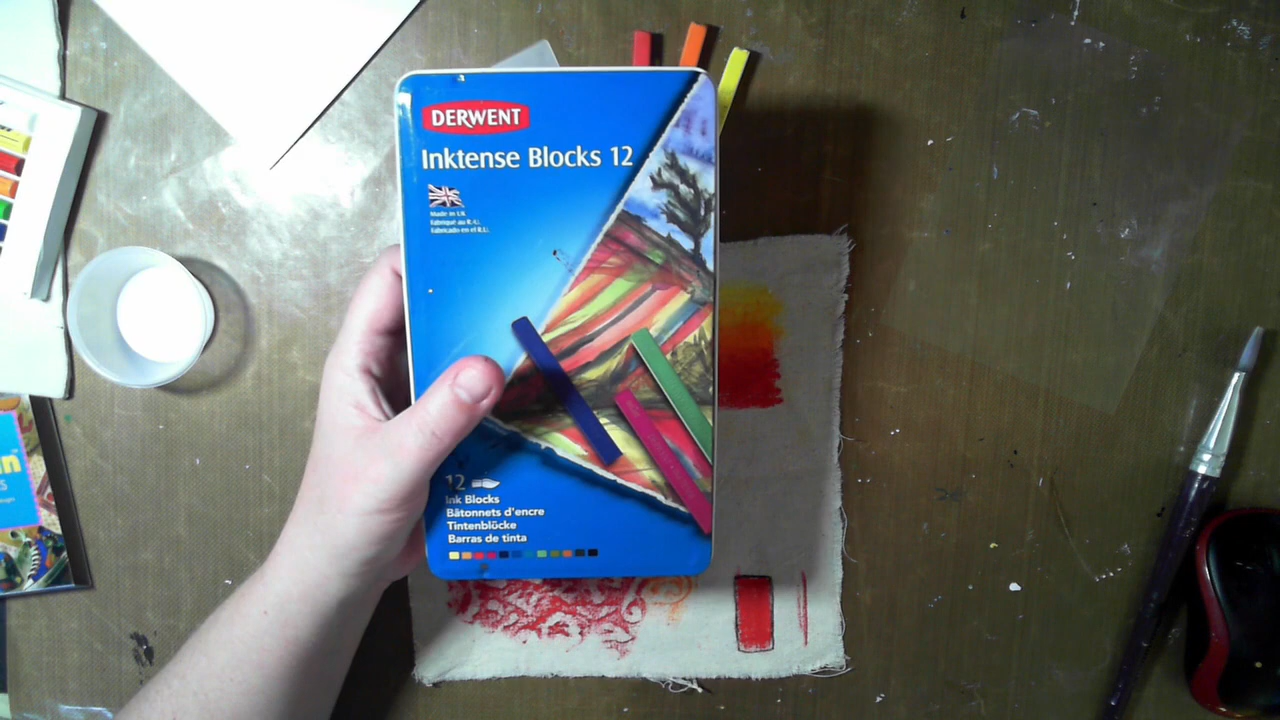 DERWENT
Inktense Blocks 12
Made in UK
Fabriqué au R.-U.
Fabricado en el R.U.
12
Ink Blocks
Bâtonnets d'encre
Tintenblöcke
Barras de tinta